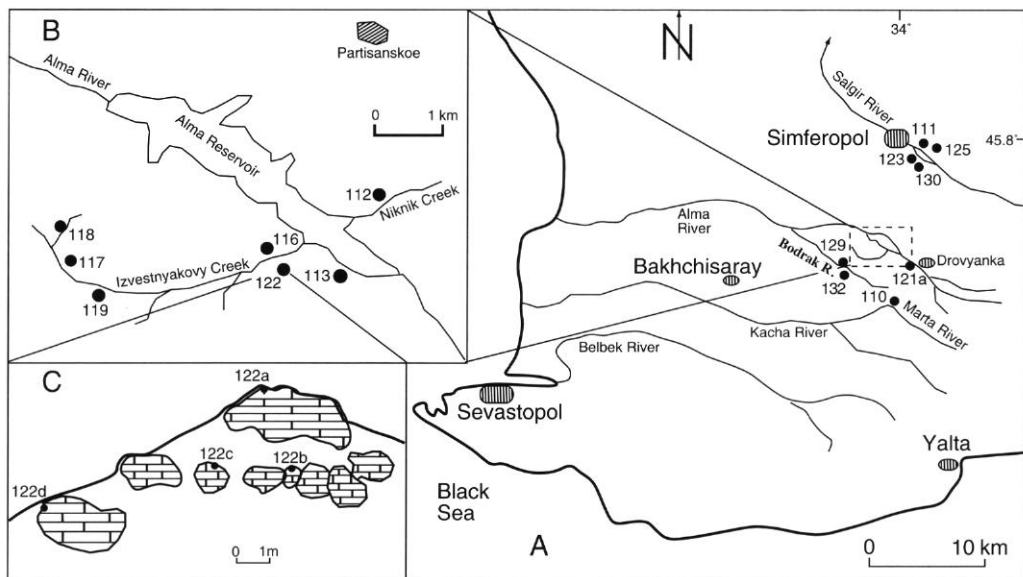 B
Partisanskoe
Alma River
0 1 km
Alma Reservoir
112
Niknik Creek
118
116
117
Izvestnyakovy Creek
122
113
119
C
122a
122c
122b
122d
0 1m
N
34°
Salgir River
111
Simferopol
45.8°
125
123
130
Alma
River
129
Bodrak R.
Drovyanka
Bakhchisaray
132
121a
110
Marta River
Kacha River
Belbek River
Sevastopol
Yalta
Black
Sea
A
0 10 km